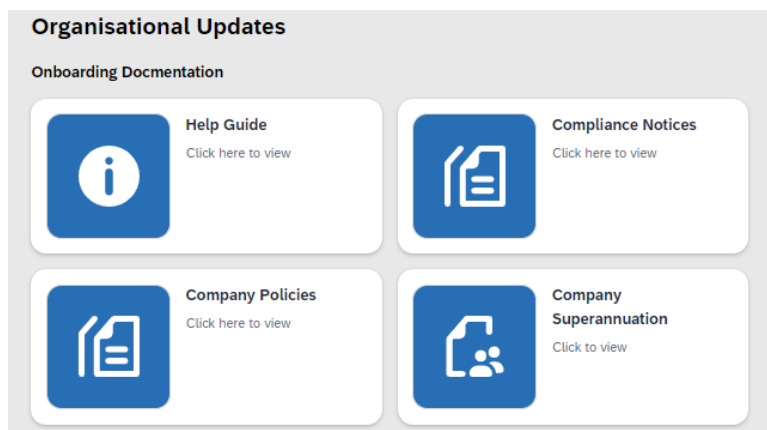 Organisational Updates
Onboarding Docmentation
Help Guide
Click here to view
Compliance Notices
Click here to view
Company Policies
Click here to view
Company
Superannuation
Click to view